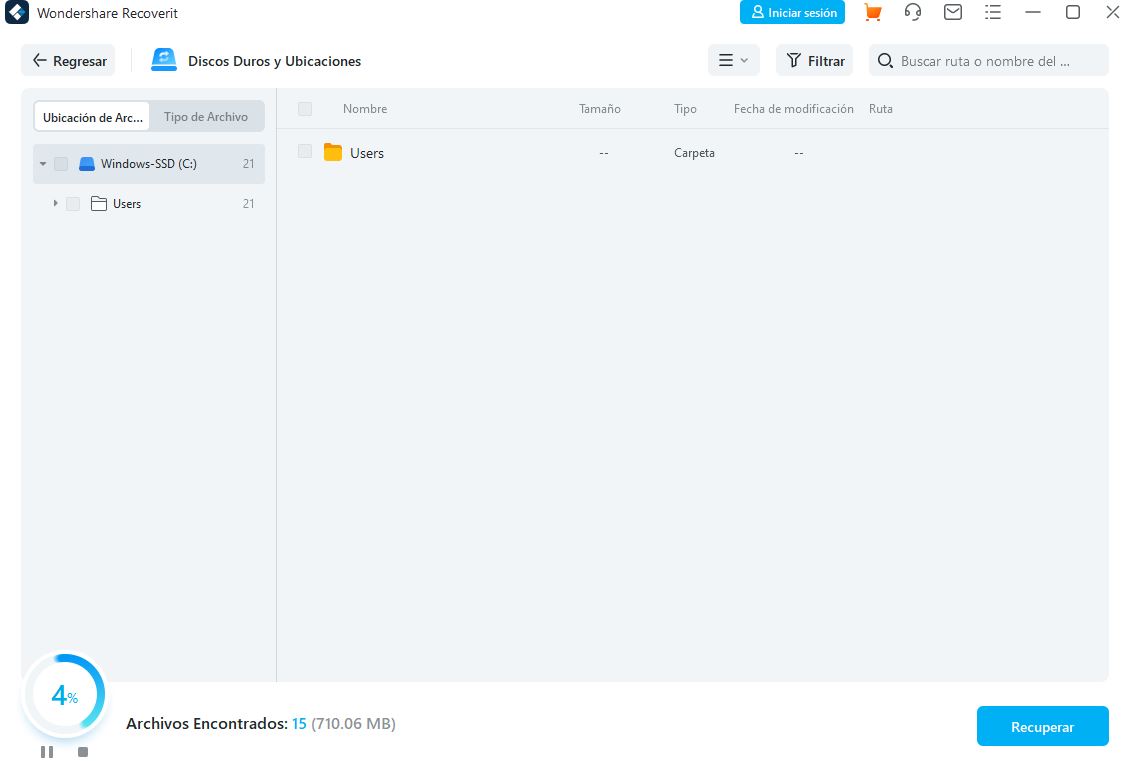 Wondershare Recoverit
Iniciar sesión
Regresar
Discos Duros y Ubicaciones
Filtrar
Buscar ruta o nombre del ...
Ubicación de Arc...
Tipo de Archivo
Nombre
Tamaño
Tipo
Fecha de modificación
Ruta
Windows-SSD (C:)
21
Users
21
Users
--
Carpeta
--
4%
Archivos Encontrados: 15 (710.06 MB)
Recuperar